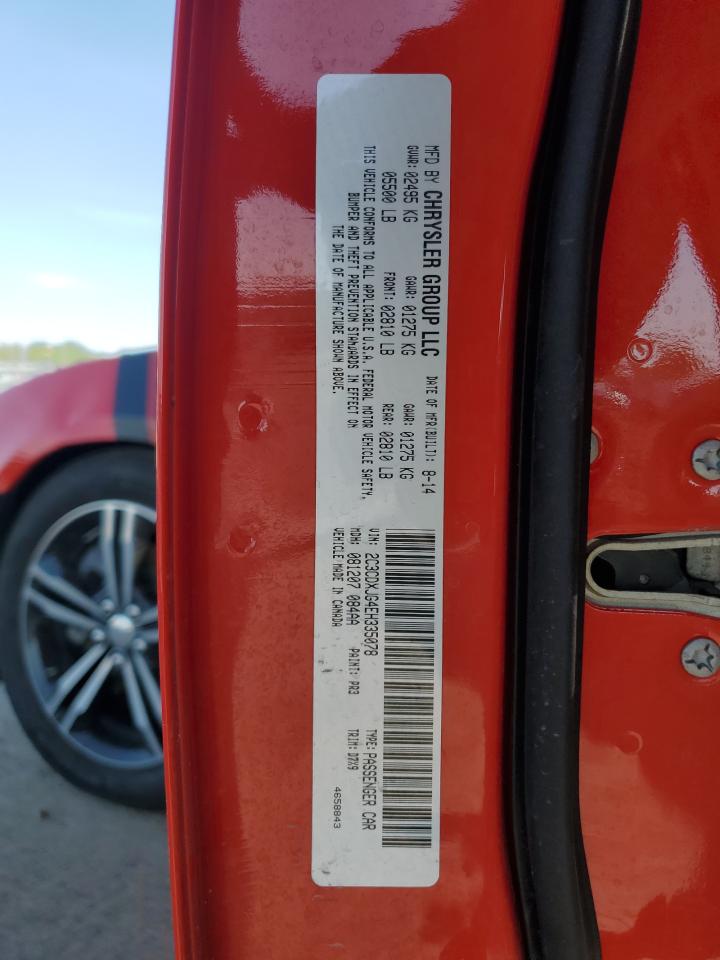 MFD BY CHRYSLER GROUP LLC DATE OF MFR(BUILT): 8-14
GVWR: 02495 KG GAWR: 01275 KG GAWR: 01275 KG
05500 LB FRONT: 02810 LB REAR: 02810 LB
THIS VEHICLE CONFORMS TO ALL APPLICABLE U.S.A. FEDERAL MOTOR VEHICLE SAFETY,
BUMPER AND THEFT PREVENTION STANDARDS IN EFFECT ON
THE DATE OF MANUFACTURE SHOWN ABOVE.
VIN: 2C3CDXJG4EH335078 TYPE: PASSENGER CAR
MDH: 081207 084AA PAINT: PR3 TRIM: D7X9
VEHICLE MADE IN CANADA 4658843